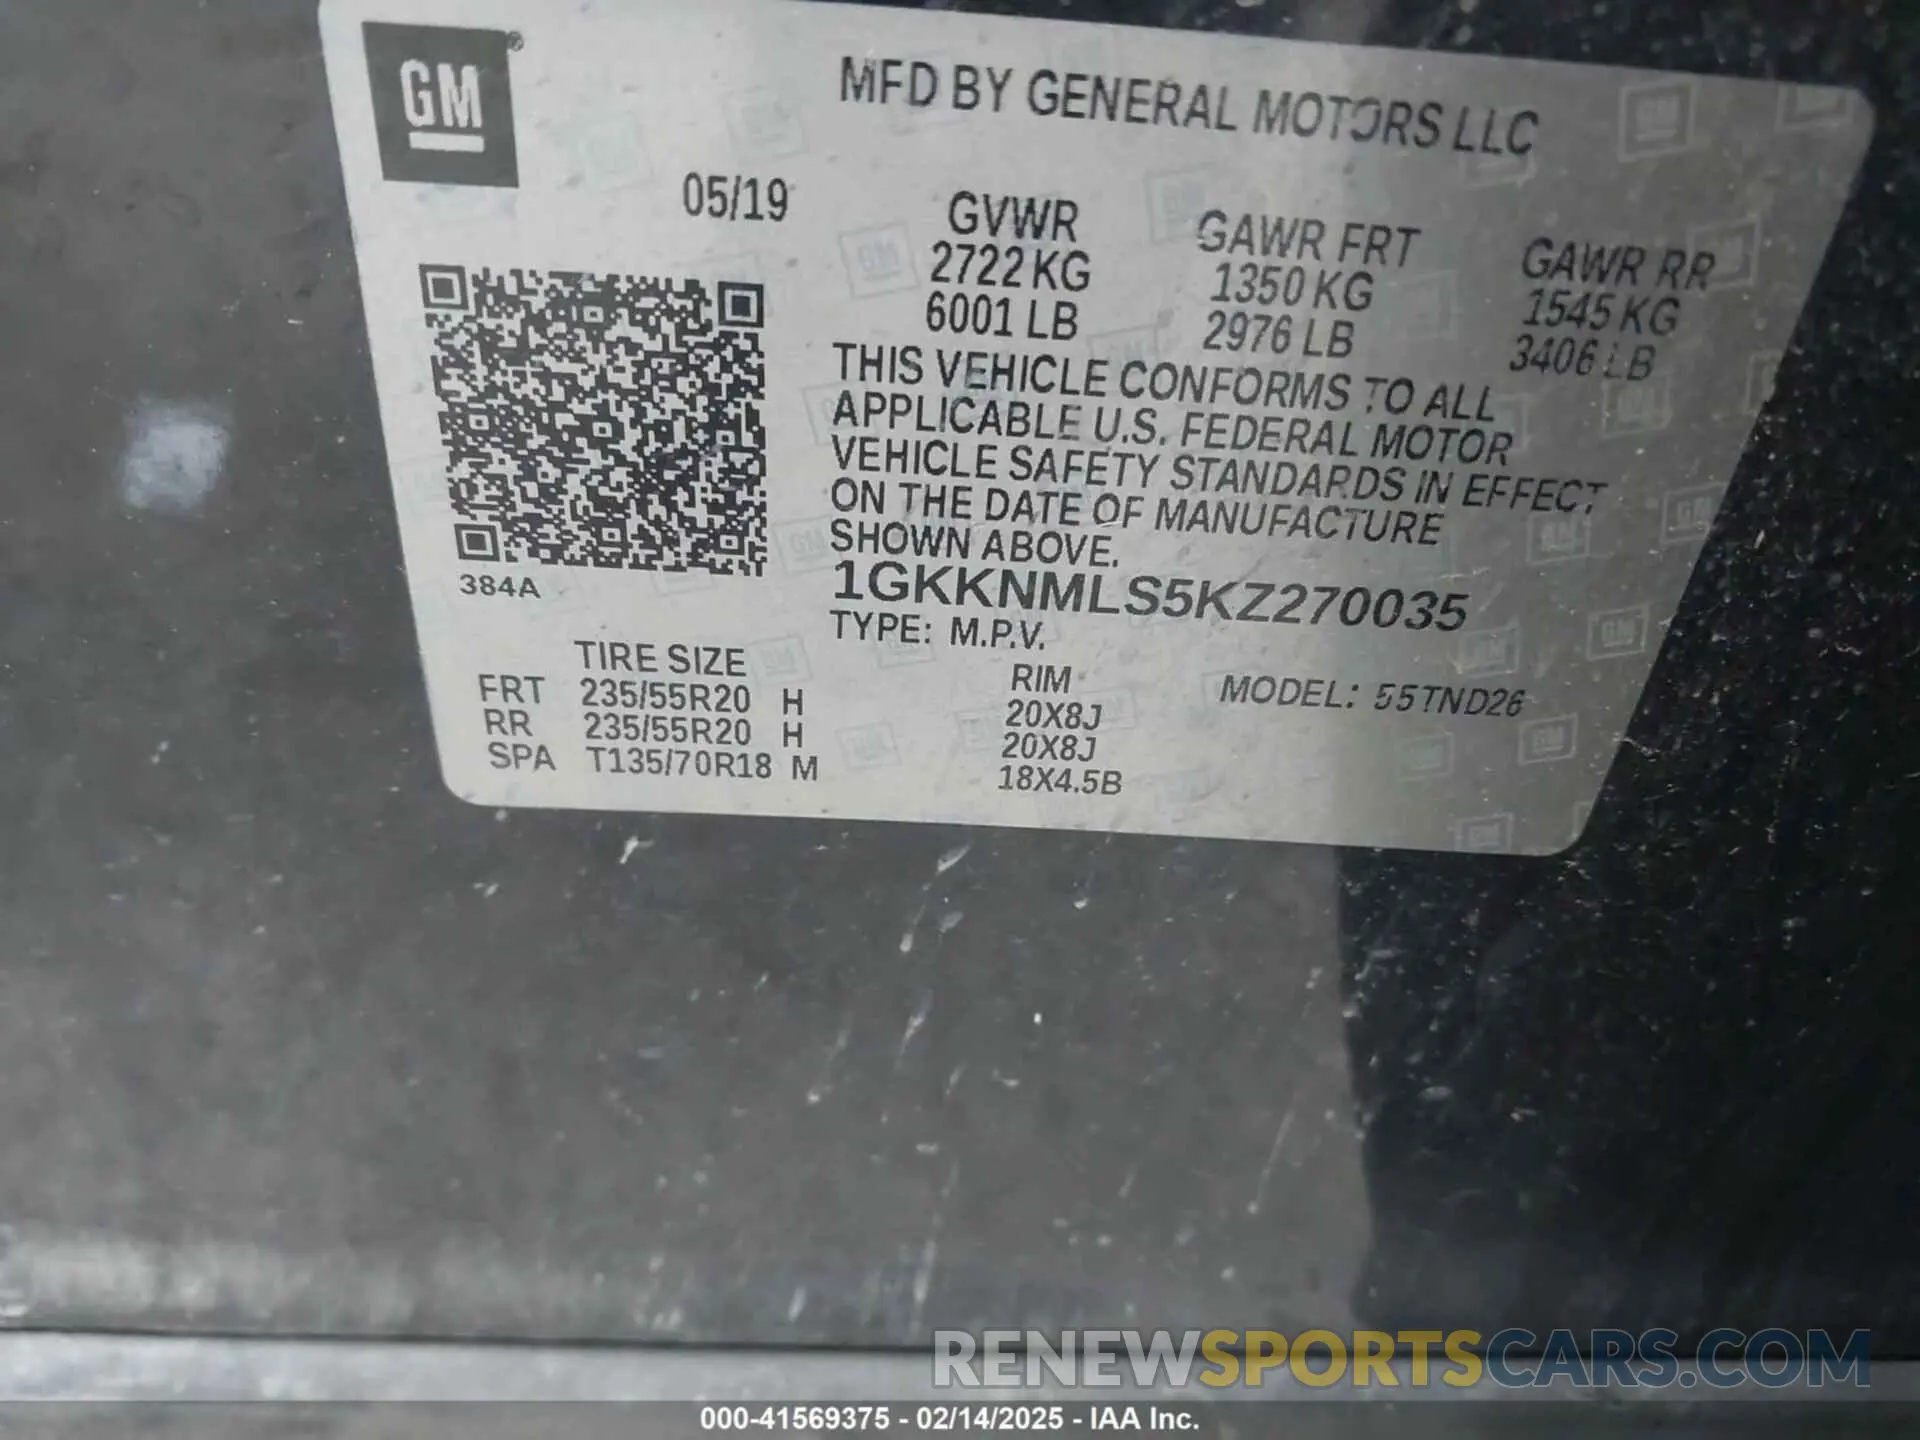 GM®
MFD BY GENERAL MOTORS LLC
05/19
GVWR
2722 KG
6001 LB
GAWR FRT
1350 KG
2976 LB
GAWR RR
1545 KG
3406 LB
THIS VEHICLE CONFORMS TO ALL
APPLICABLE U.S. FEDERAL MOTOR
VEHICLE SAFETY STANDARDS IN EFFECT
ON THE DATE OF MANUFACTURE
SHOWN ABOVE.
384A
1GKKNMLS5KZ270035
TYPE: M.P.V.
TIRE SIZE RIM MODEL: 55TND26
FRT 235/55R20 H 20X8J
RR 235/55R20 H 20X8J
SPA T135/70R18 M 18X4.5B
RENEWSPORTSCARS.COM
000-41569375 - 02/14/2025 - IAA Inc.